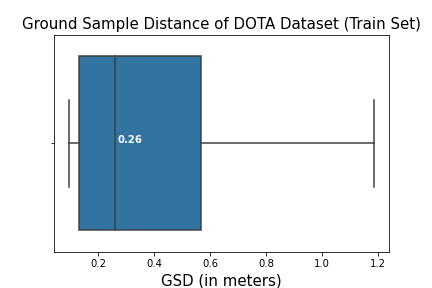 Ground Sample Distance of DOTA Dataset (Train Set)
0.26
0.2 0.4 0.6 0.8 1.0 1.2
GSD (in meters)